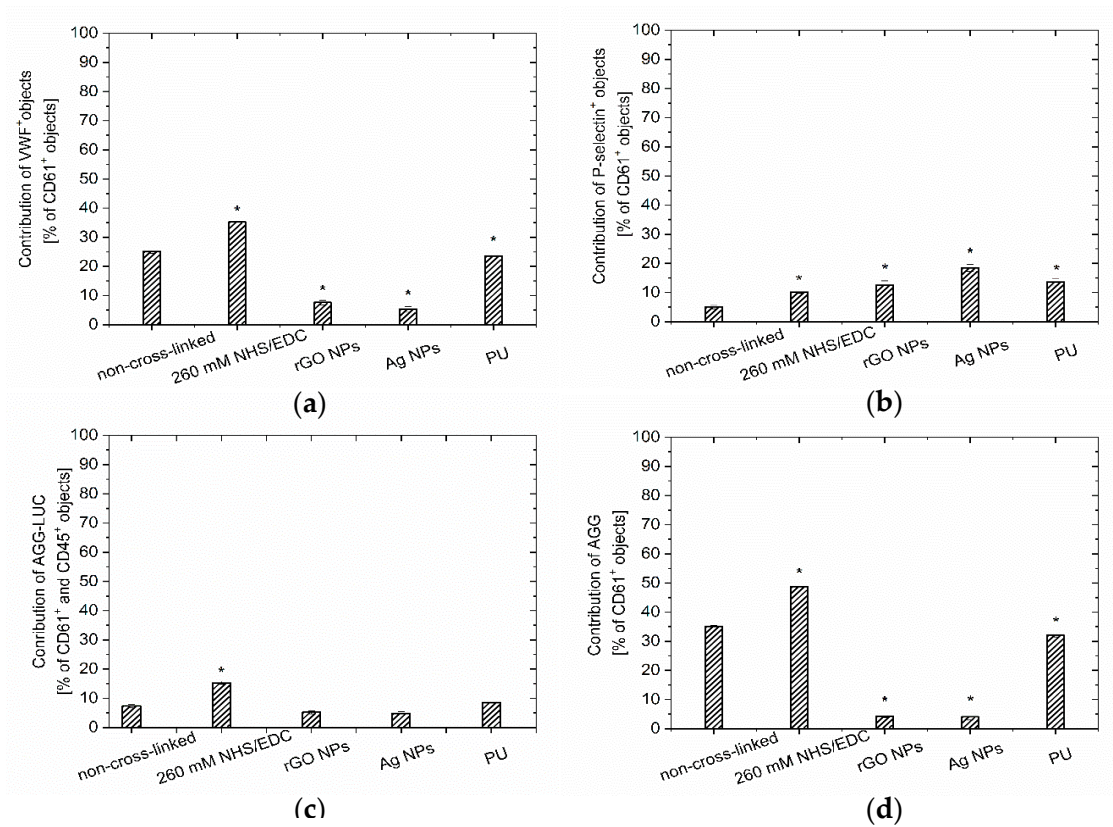 Contribution of VWF+objects
[% of CD61+ objects]
100
90
80
70
60
50
40
30
20
10
0
*
*
*
*
non-cross-linked
260 mM NHS/EDC
rGO NPs
Ag NPs
PU
(a)
Contribution of P-selectin+ objects
[% of CD61+ objects]
100
90
80
70
60
50
40
30
20
10
0
*
*
*
*
non-cross-linked
260 mM NHS/EDC
rGO NPs
Ag NPs
PU
(b)
Conribution of AGG-LUC
[% of CD61+ and CD45+ objects]
100
90
80
70
60
50
40
30
20
10
0
*
non-cross-linked
260 mM NHS/EDC
rGO NPs
Ag NPs
PU
(c)
Contribution of AGG
[% of CD61+ objects]
100
90
80
70
60
50
40
30
20
10
0
*
*
*
*
non-cross-linked
260 mM NHS/EDC
rGO NPs
Ag NPs
PU
(d)